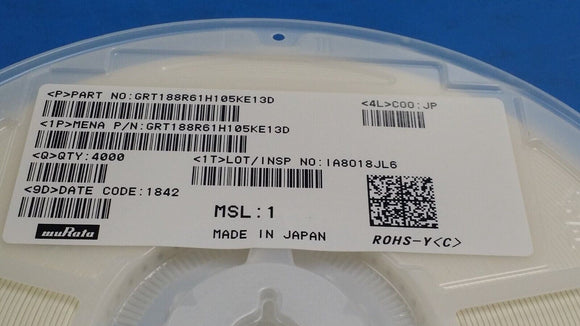 <P>PART NO:GRT188R61H105KE13D
<4L>COO:JP
<1P>MENA P/N:GRT188R61H105KE13D
<Q>QTY:4000
<1T>LOT/INSP NO:IA8018JL6
<9D>DATE CODE:1842
MSL:1
muRata
MADE IN JAPAN
ROHS-Y<C>